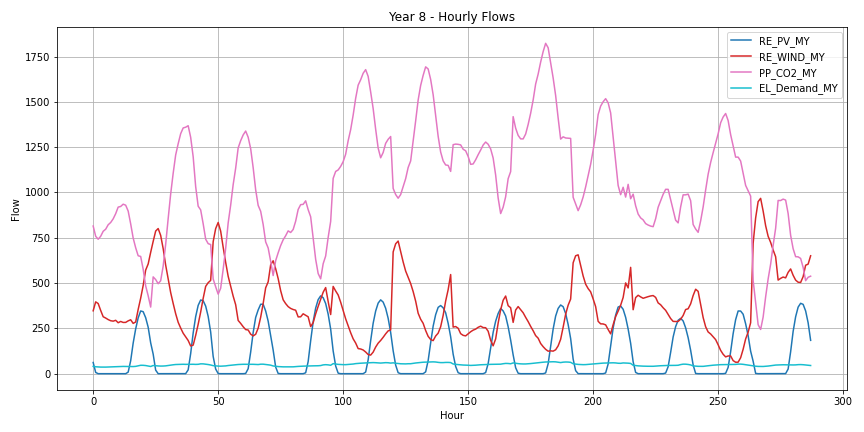 Year 8 - Hourly Flows
RE_PV_MY
RE_WIND_MY
PP_CO2_MY
EL_Demand_MY
1750
1500
1250
1000
750
500
250
0
Flow
0 50 100 150 200 250 300
Hour